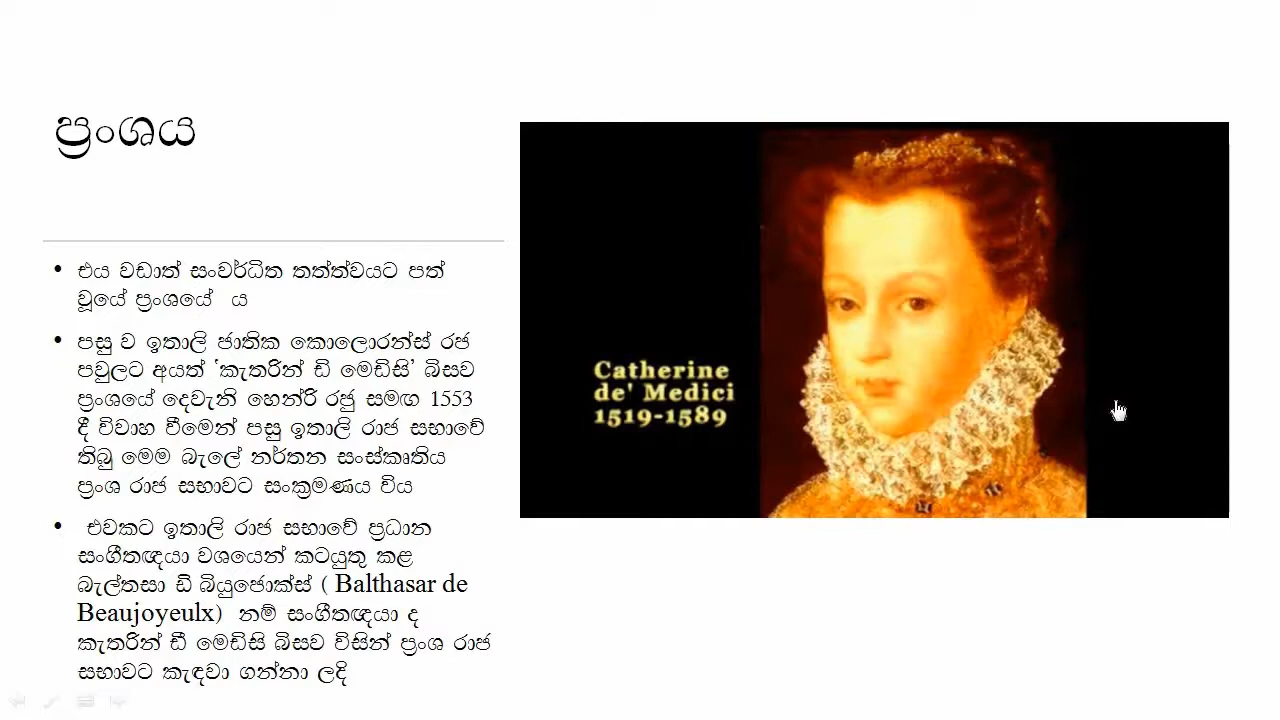 ප්‍රංශය
• එය වඩාත් සංවර්ධිත තත්ත්වයට පත්
වූයේ ප්‍රංශයේ ය
• පසු ව ඉතාලි ජාතික කොලොරන්ස් රජ
පවුලට අයත් ‘කැතරින් ඩි මෙඩිසි’ බිසව
ප්‍රංශයේ දෙවැනි හෙන්රි රජු සමඟ 1553
දී විවාහ වීමෙන් පසු ඉතාලි රාජ සභාවේ
තිබු මෙම බැලේ නර්තන සංස්කෘතිය
ප්‍රංශ රාජ සභාවට සංක්‍රමණය විය
• එවකට ඉතාලි රාජ සභාවේ ප්‍රධාන
සංගීතඥයා වශයෙන් කටයුතු කළ
බැල්තසා ඩි බියුජොක්ස් ( Balthasar de
Beaujoyeulx) නම් සංගීතඥයා ද
කැතරින් ඩී මෙඩිසි බිසව විසින් ප්‍රංශ රාජ
සභාවට කැඳවා ගන්නා ලදි
Catherine
de' Medici
1519-1589